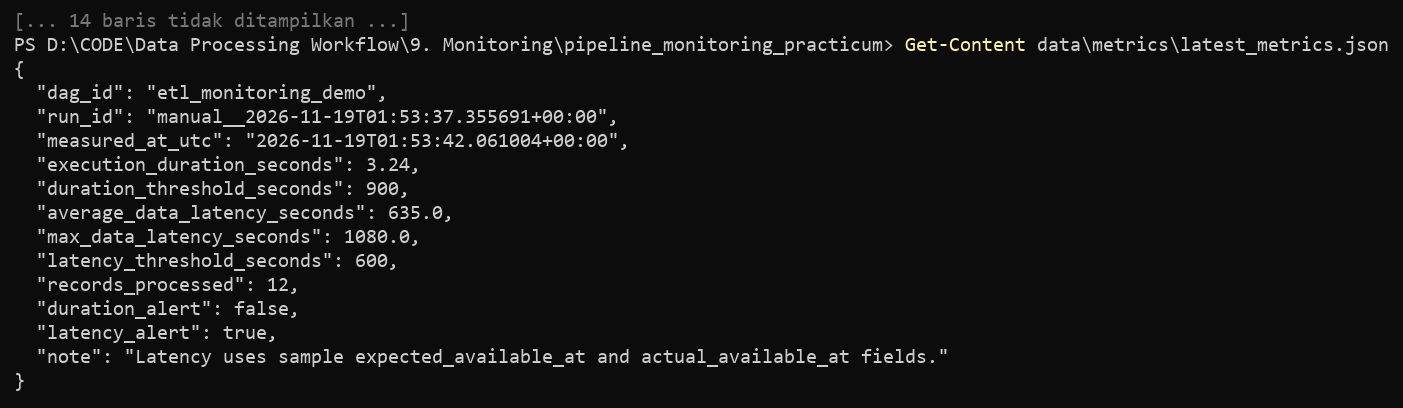 [... 14 baris tidak ditampilkan ...]
PS D:\CODE\Data Processing Workflow\9. Monitoring\pipeline_monitoring_practicum> Get-Content data\metrics\latest_metrics.json
{
  "dag_id": "etl_monitoring_demo",
  "run_id": "manual__2026-11-19T01:53:37.355691+00:00",
  "measured_at_utc": "2026-11-19T01:53:42.061004+00:00",
  "execution_duration_seconds": 3.24,
  "duration_threshold_seconds": 900,
  "average_data_latency_seconds": 635.0,
  "max_data_latency_seconds": 1080.0,
  "latency_threshold_seconds": 600,
  "records_processed": 12,
  "duration_alert": false,
  "latency_alert": true,
  "note": "Latency uses sample expected_available_at and actual_available_at fields."
}